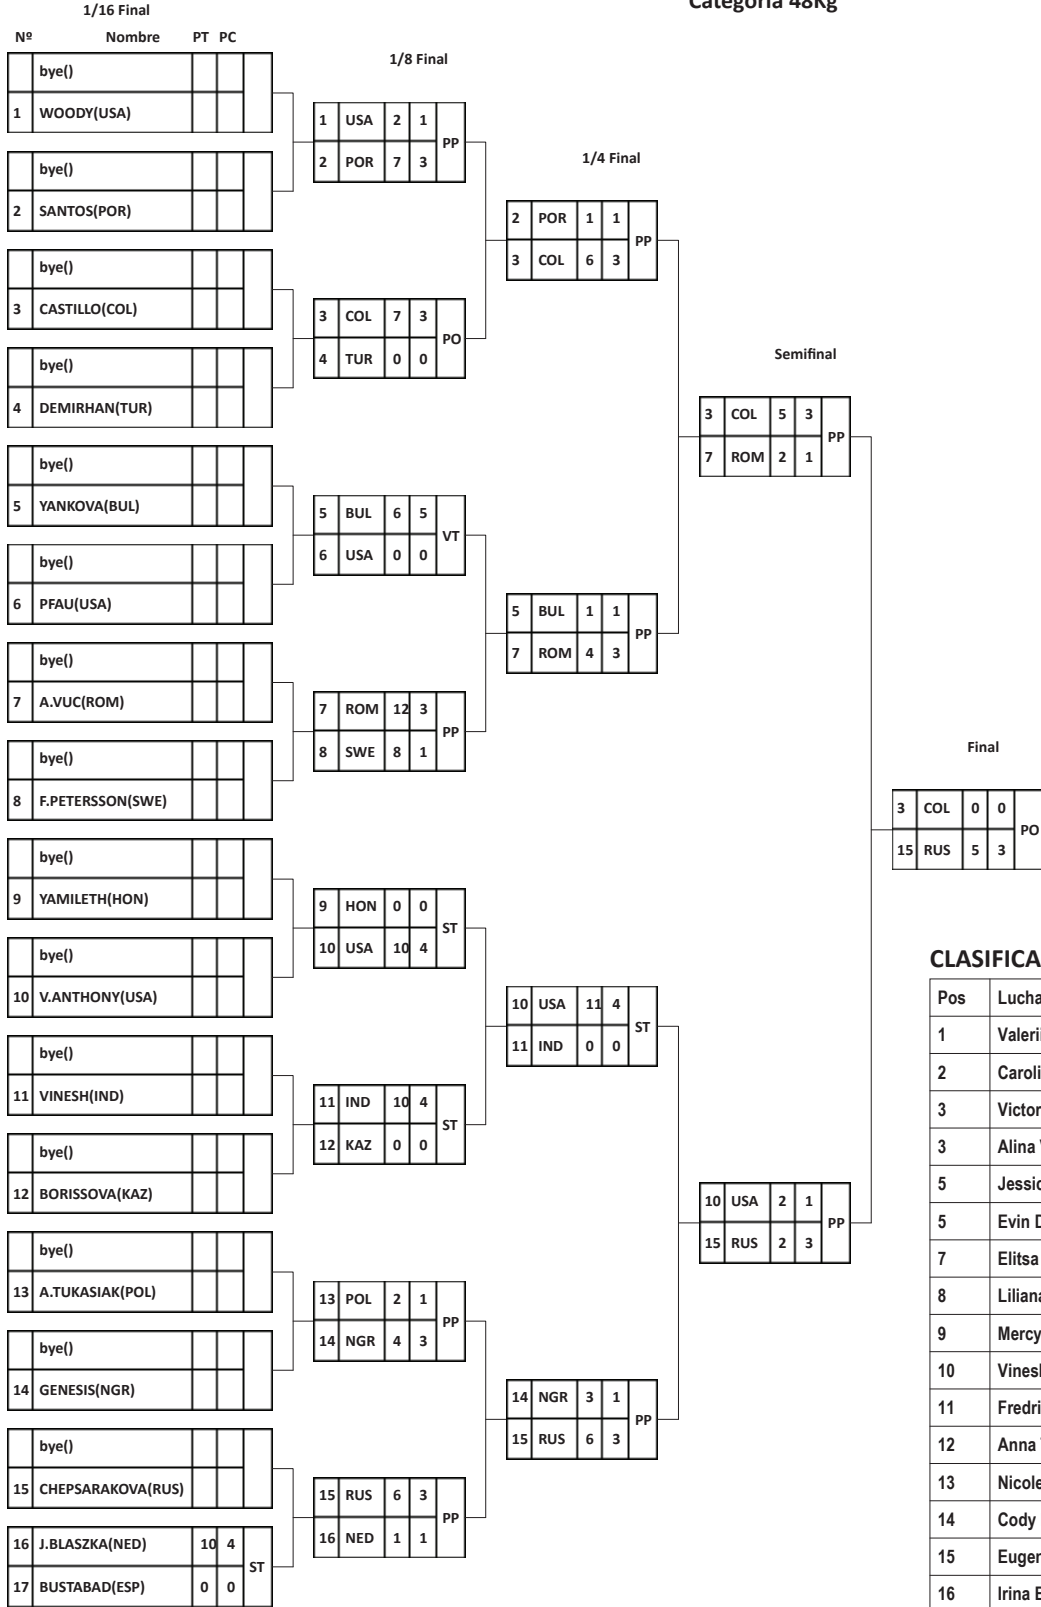 Categoría 48Kg
1/16 Final
Nº Nombre PT PC
bye()
1 WOODY(USA)
bye()
2 SANTOS(POR)
bye()
3 CASTILLO(COL)
bye()
4 DEMIRHAN(TUR)
bye()
5 YANKOVA(BUL)
bye()
6 PFAU(USA)
bye()
7 A.VUC(ROM)
bye()
8 F.PETERSSON(SWE)
bye()
9 YAMILETH(HON)
bye()
10 V.ANTHONY(USA)
bye()
11 VINESH(IND)
bye()
12 BORISSOVA(KAZ)
bye()
13 A.TUKASIAK(POL)
bye()
14 GENESIS(NGR)
bye()
15 CHEPSARAKOVA(RUS)
16 J.BLASZKA(NED) 10 4
ST
17 BUSTABAD(ESP) 0 0
1/8 Final
1 USA 2 1
PP
2 POR 7 3
3 COL 7 3
PO
4 TUR 0 0
5 BUL 6 5
VT
6 USA 0 0
7 ROM 12 3
PP
8 SWE 8 1
9 HON 0 0
ST
10 USA 10 4
11 IND 10 4
ST
12 KAZ 0 0
13 POL 2 1
PP
14 NGR 4 3
15 RUS 6 3
PP
16 NED 1 1
1/4 Final
2 POR 1 1
PP
3 COL 6 3
5 BUL 1 1
PP
7 ROM 4 3
10 USA 11 4
ST
11 IND 0 0
14 NGR 3 1
PP
15 RUS 6 3
Semifinal
3 COL 5 3
PP
7 ROM 2 1
10 USA 2 1
PP
15 RUS 2 3
Final
3 COL 0 0
PO
15 RUS 5 3
CLASIFICA
Pos Lucha
1 Valerii
2 Caroli
3 Victor
3 Alina
5 Jessic
5 Evin D
7 Elitsa
8 Liliana
9 Mercy
10 Vinesh
11 Fredri
12 Anna
13 Nicole
14 Cody
15 Eugen
16 Irina